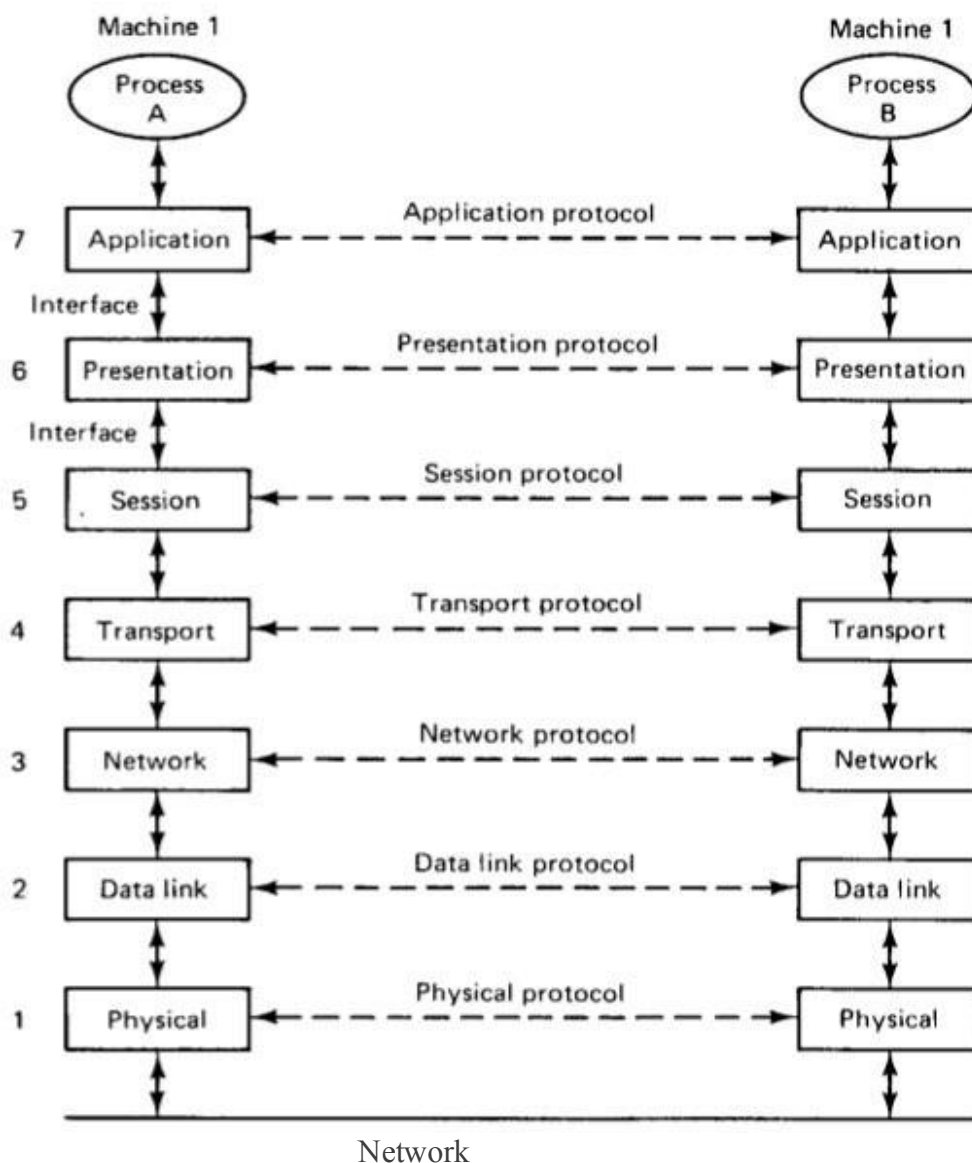 Machine 1
Machine 1
Process
A
Process
B
Application protocol
7
Application
Application
Interface
Presentation protocol
6
Presentation
Presentation
Interface
Session protocol
5
Session
Session
Transport protocol
4
Transport
Transport
Network protocol
3
Network
Network
Data link protocol
2
Data link
Data link
Physical protocol
1
Physical
Physical
Network